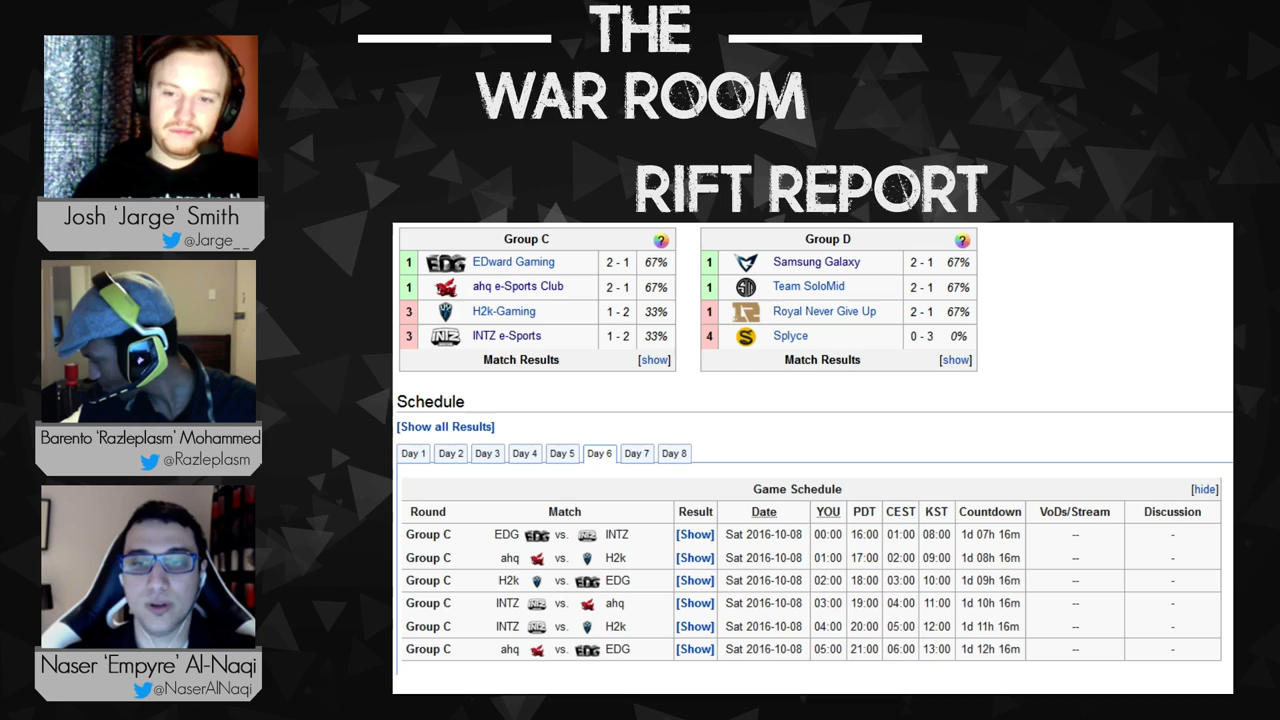 THE
WAR ROOM
RIFT REPORT
Josh ‘Jarge’ Smith
@Jarge__
Barento ‘Razleplasm’ Mohammed
@Razleplasm
Naser ‘Empyre’ Al-Naqi
@NaserAlNaqi
Group C ?
1 EDG EDward Gaming 2 - 1 67%
1 ahq e-Sports Club 2 - 1 67%
3 H2k-Gaming 1 - 2 33%
3 INTZ INTZ e-Sports 1 - 2 33%
Match Results [show]
Group D ?
1 Samsung Galaxy 2 - 1 67%
1 Team SoloMid 2 - 1 67%
1 Royal Never Give Up 2 - 1 67%
4 S Splyce 0 - 3 0%
Match Results [show]
Schedule
[Show all Results]
Day 1 Day 2 Day 3 Day 4 Day 5 Day 6 Day 7 Day 8
Game Schedule [hide]
Round Match Result Date YOU PDT CEST KST Countdown VoDs/Stream Discussion
Group C EDG EDG vs. INTZ INTZ [Show] Sat 2016-10-08 00:00 16:00 01:00 08:00 1d 07h 16m -- -
Group C ahq vs. H2k [Show] Sat 2016-10-08 01:00 17:00 02:00 09:00 1d 08h 16m -- -
Group C H2k vs. EDG EDG [Show] Sat 2016-10-08 02:00 18:00 03:00 10:00 1d 09h 16m -- -
Group C INTZ INTZ vs. ahq [Show] Sat 2016-10-08 03:00 19:00 04:00 11:00 1d 10h 16m -- -
Group C INTZ INTZ vs. H2k [Show] Sat 2016-10-08 04:00 20:00 05:00 12:00 1d 11h 16m -- -
Group C ahq vs. EDG EDG [Show] Sat 2016-10-08 05:00 21:00 06:00 13:00 1d 12h 16m -- -